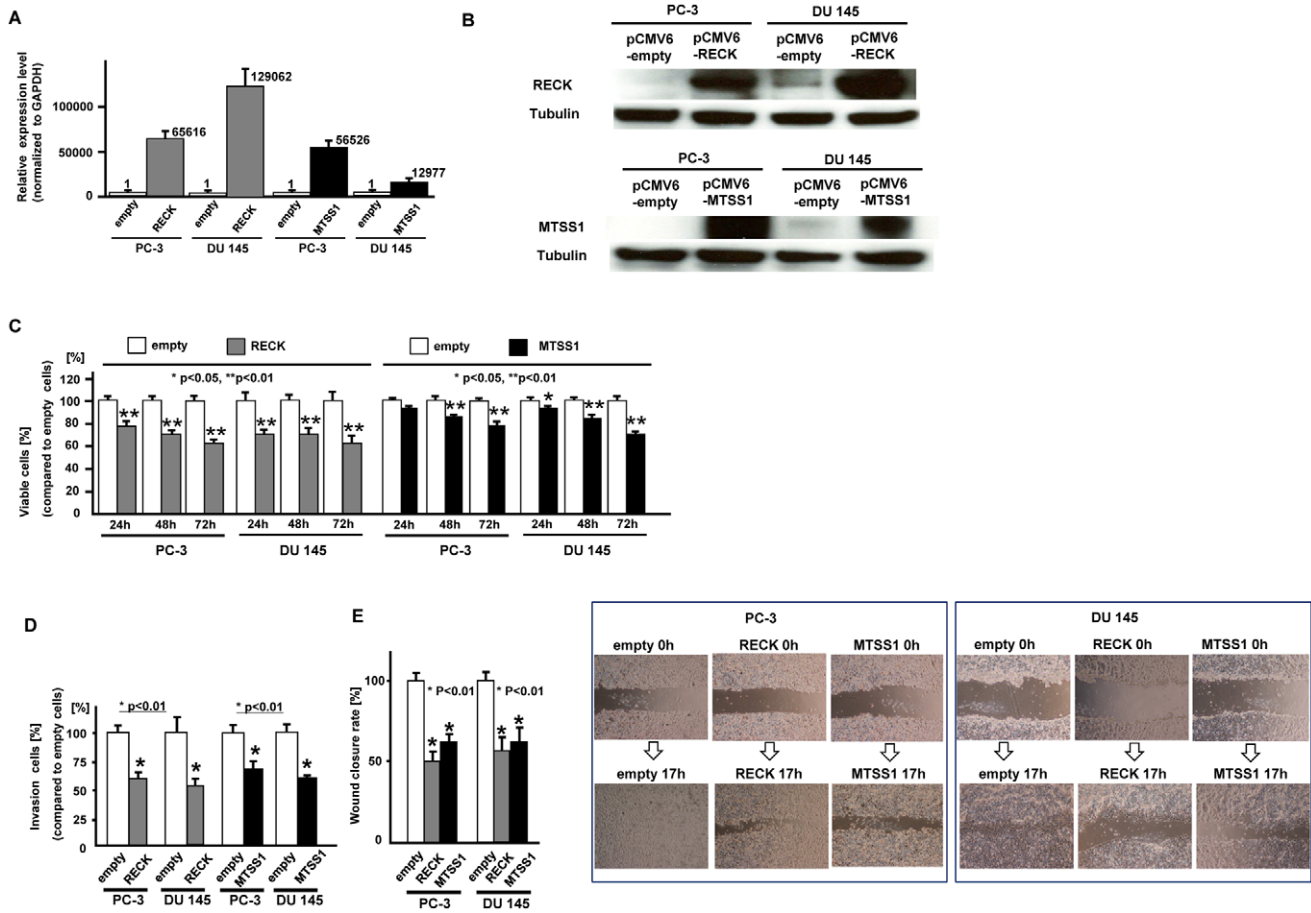 A
Relative expression level
(normalized to GAPDH)
100000
50000
0
1
65616
1
129062
1
56526
1
12977
empty
RECK
empty
RECK
empty
MTSS1
empty
MTSS1
PC-3
DU 145
PC-3
DU 145
B
PC-3
DU 145
pCMV6
-empty
pCMV6
-RECK
pCMV6
-empty
pCMV6
-RECK
RECK
Tubulin
PC-3
DU 145
pCMV6
-empty
pCMV6
-MTSS1
pCMV6
-empty
pCMV6
-MTSS1
MTSS1
Tubulin
C
empty
RECK
empty
MTSS1
[%]
* p<0.05, **p<0.01
* p<0.05, **p<0.01
Viable cells [%]
(compared to empty cells)
120
100
80
60
40
20
0
**
**
**
**
**
**
**
**
*
**
**
24h
48h
72h
24h
48h
72h
24h
48h
72h
24h
48h
72h
PC-3
DU 145
PC-3
DU 145
D
Invasion cells [%]
(compared to empty cells)
[%]
* p<0.01
* p<0.01
100
75
50
25
0
*
*
*
*
empty
RECK
empty
RECK
empty
MTSS1
empty
MTSS1
PC-3
DU 145
PC-3
DU 145
E
Wound closure rate [%]
100
50
0
* P<0.01
* P<0.01
*
*
*
*
empty
RECK
MTSS1
empty
RECK
MTSS1
PC-3
DU 145
PC-3
empty 0h
RECK 0h
MTSS1 0h
empty 17h
RECK 17h
MTSS1 17h
DU 145
empty 0h
RECK 0h
MTSS1 0h
empty 17h
RECK 17h
MTSS1 17h